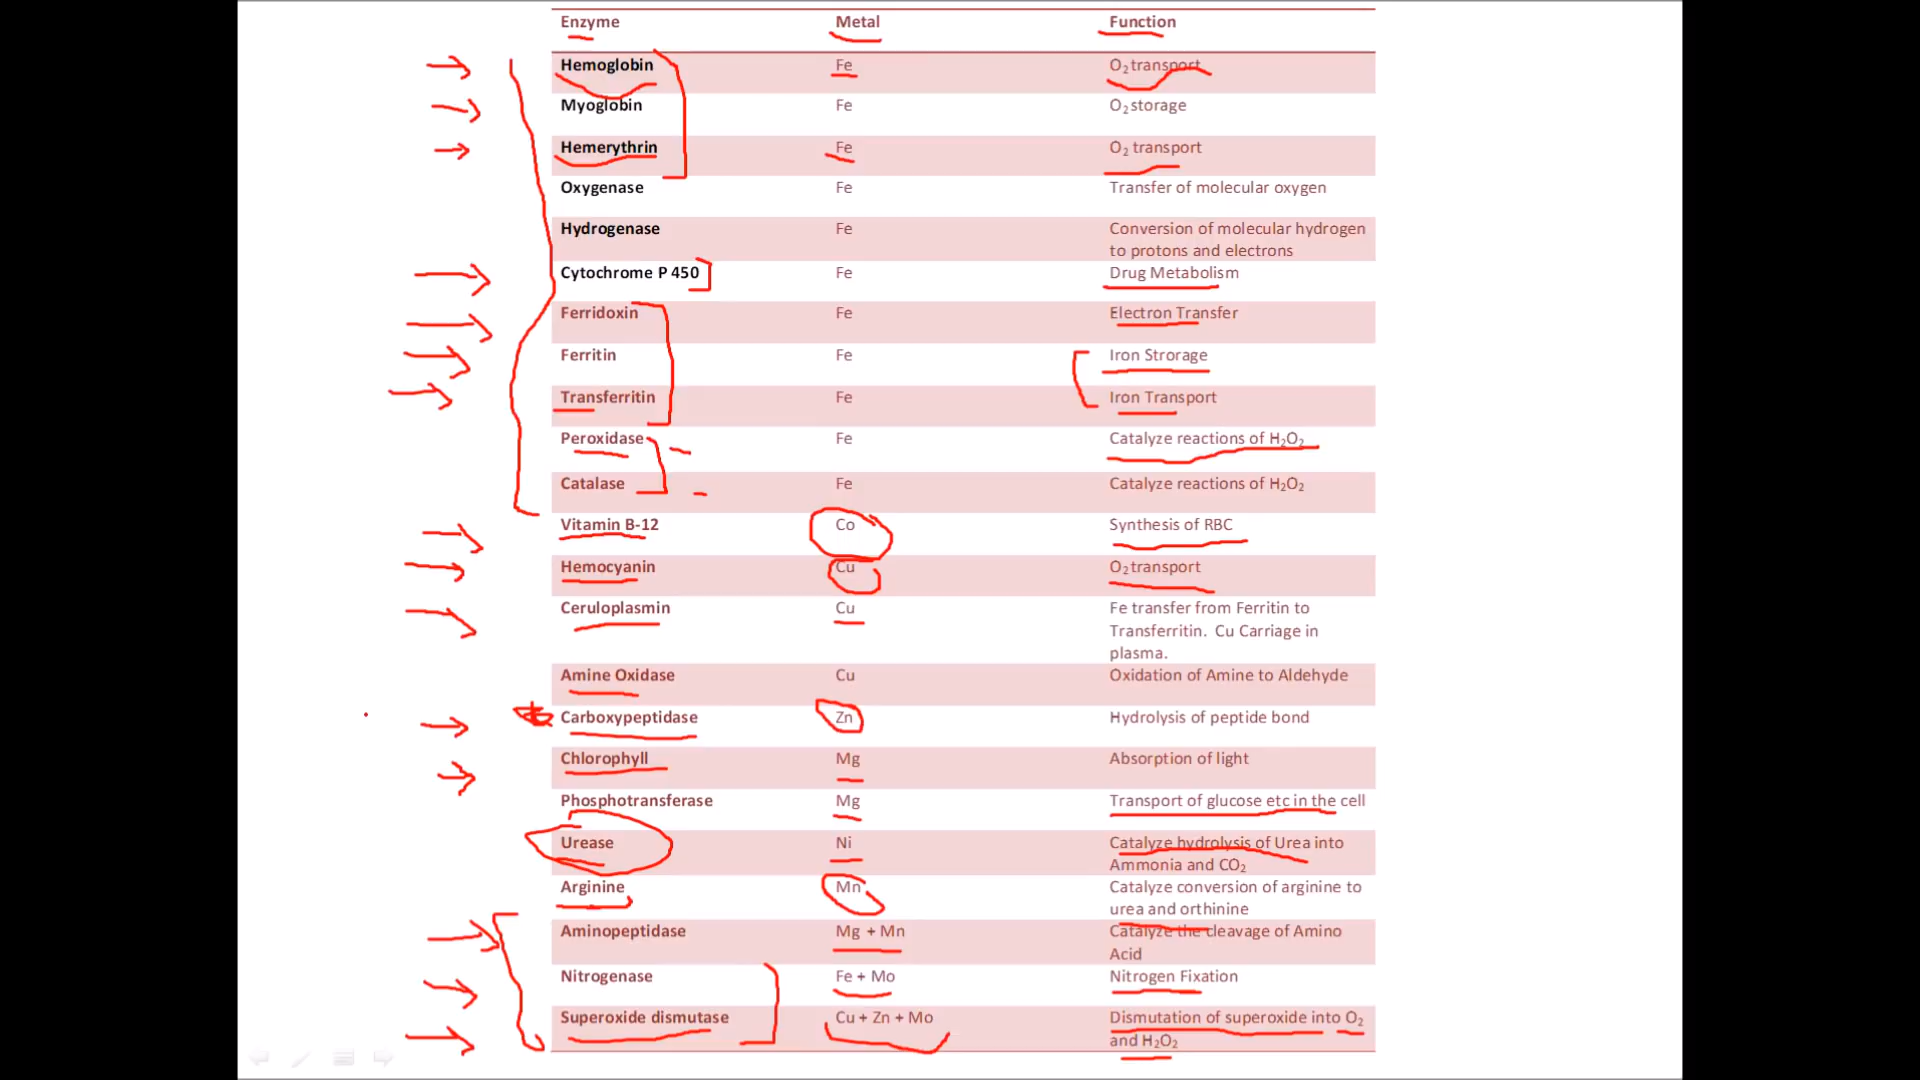 Enzyme Metal Function
Hemoglobin Fe O₂ transport
Myoglobin Fe O₂ storage
Hemerythrin Fe O₂ transport
Oxygenase Fe Transfer of molecular oxygen
Hydrogenase Fe Conversion of molecular hydrogen
to protons and electrons
Cytochrome P 450 Fe Drug Metabolism
Ferridoxin Fe Electron Transfer
Ferritin Fe Iron Strorage
Transferritin Fe Iron Transport
Peroxidase Fe Catalyze reactions of H₂O₂
Catalase Fe Catalyze reactions of H₂O₂
Vitamin B-12 Co Synthesis of RBC
Hemocyanin Cu O₂ transport
Ceruloplasmin Cu Fe transfer from Ferritin to
Transferritin. Cu Carriage in
plasma.
Amine Oxidase Cu Oxidation of Amine to Aldehyde
Carboxypeptidase Zn Hydrolysis of peptide bond
Chlorophyll Mg Absorption of light
Phosphotransferase Mg Transport of glucose etc in the cell
Urease Ni Catalyze hydrolysis of Urea into
Ammonia and CO₂
Arginine Mn Catalyze conversion of arginine to
urea and orthinine
Aminopeptidase Mg + Mn Catalyze the cleavage of Amino
Acid
Nitrogenase Fe + Mo Nitrogen Fixation
Superoxide dismutase Cu + Zn + Mo Dismutation of superoxide into O₂
and H₂O₂